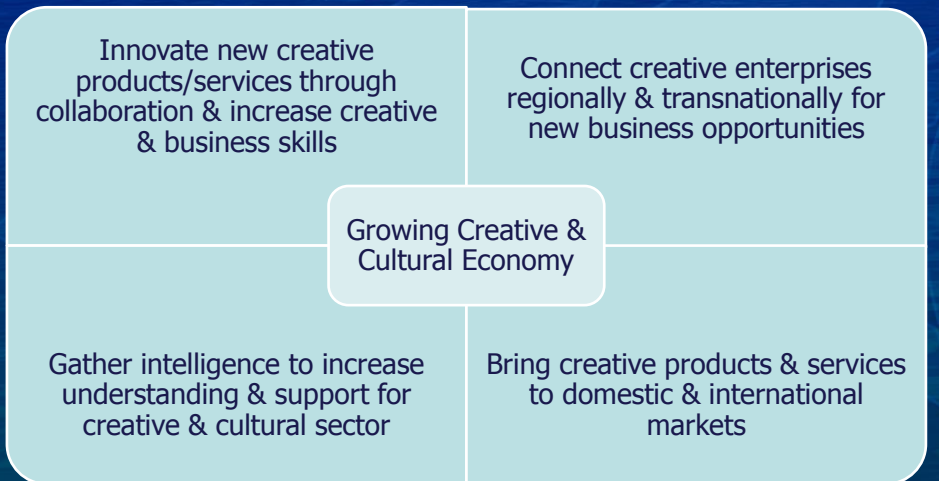 Innovate new creative
products/services through
collaboration & increase creative
& business skills
Connect creative enterprises
regionally & transnationally for
new business opportunities
Growing Creative &
Cultural Economy
Gather intelligence to increase
understanding & support for
creative & cultural sector
Bring creative products & services
to domestic & international
markets